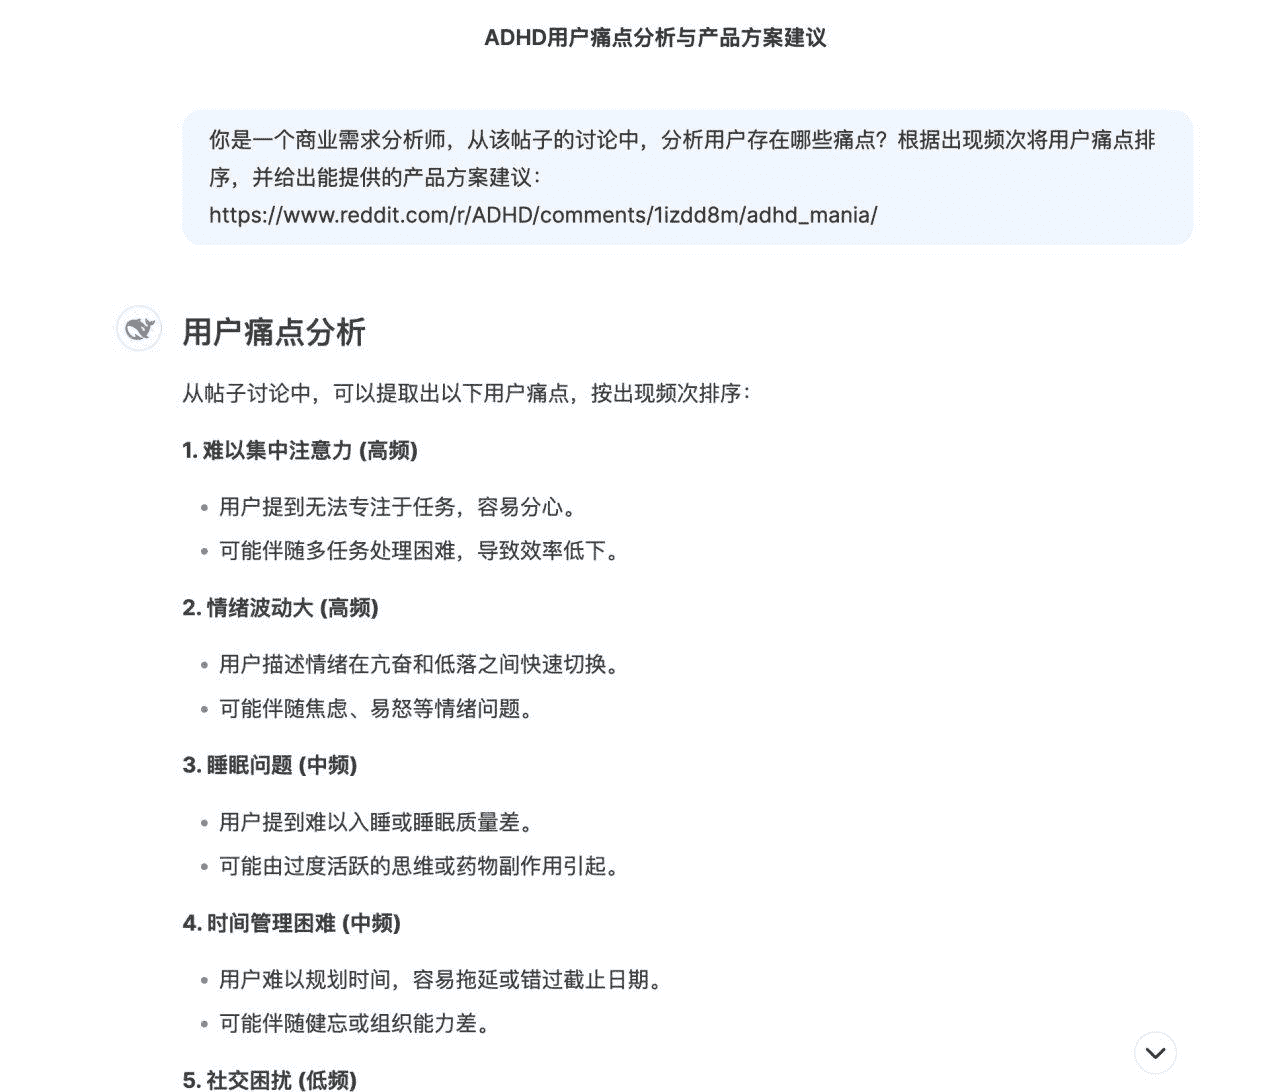 ADHD用户痛点分析与产品方案建议
你是一个商业需求分析师，从该帖子的讨论中，分析用户存在哪些痛点？根据出现频次将用户痛点排
序，并给出能提供的产品方案建议：
https://www.reddit.com/r/ADHD/comments/1izdd8m/adhd_mania/
用户痛点分析
从帖子讨论中，可以提取出以下用户痛点，按出现频次排序：
1. 难以集中注意力 (高频)
• 用户提到无法专注于任务，容易分心。
• 可能伴随多任务处理困难，导致效率低下。
2. 情绪波动大 (高频)
• 用户描述情绪在亢奋和低落之间快速切换。
• 可能伴随焦虑、易怒等情绪问题。
3. 睡眠问题 (中频)
• 用户提到难以入睡或睡眠质量差。
• 可能由过度活跃的思维或药物副作用引起。
4. 时间管理困难 (中频)
• 用户难以规划时间，容易拖延或错过截止日期。
• 可能伴随健忘或组织能力差。
5. 社交困扰 (低频)